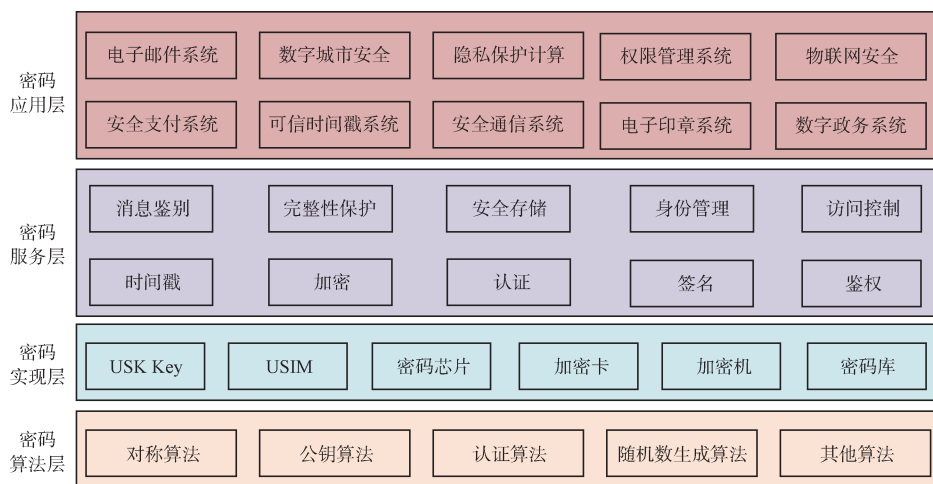 密码
应用层
电子邮件系统 数字城市安全 隐私保护计算 权限管理系统 物联网安全
安全支付系统 可信时间戳系统 安全通信系统 电子印章系统 数字政务系统
密码
服务层
消息鉴别 完整性保护 安全存储 身份管理 访问控制
时间戳 加密 认证 签名 鉴权
密码
实现层
USK Key USIM 密码芯片 加密卡 加密机 密码库
密码
算法层
对称算法 公钥算法 认证算法 随机数生成算法 其他算法